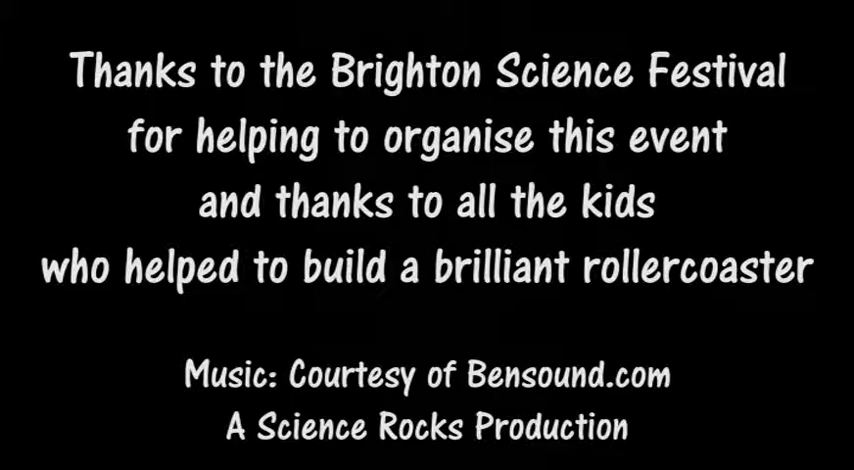 Thanks to the Brighton Science Festival
for helping to organise this event
and thanks to all the kids
who helped to build a brilliant rollercoaster
Music: Courtesy of Bensound.com
A Science Rocks Production